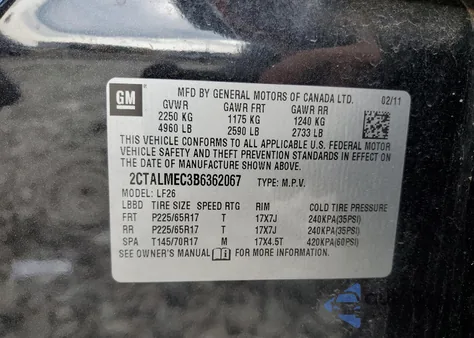 GM
MFD BY GENERAL MOTORS OF CANADA LTD. 02/11
GVWR GAWR FRT GAWR RR
2250 KG 1175 KG 1240 KG
4960 LB 2590 LB 2733 LB
THIS VEHICLE CONFORMS TO ALL APPLICABLE U.S. FEDERAL MOTOR
VEHICLE SAFETY, BUMPER, AND THEFT PREVENTION STANDARDS IN EFFECT
ON THE DATE OF MANUFACTURE SHOWN ABOVE.
2CTALMEC3B6362067 TYPE: M.P.V.
LBBD LF26
TIRE SIZE SPEED RTG RIM COLD TIRE PRESSURE
FRT P225/65R17 T 17X7J 240KPA(35PSI)
RR P225/65R17 T 17X7J 240KPA(35PSI)
SPA T145/70R17 M 17X4.5T 420KPA(60PSI)
SEE OWNER'S MANUAL FOR MORE INFORMATION.